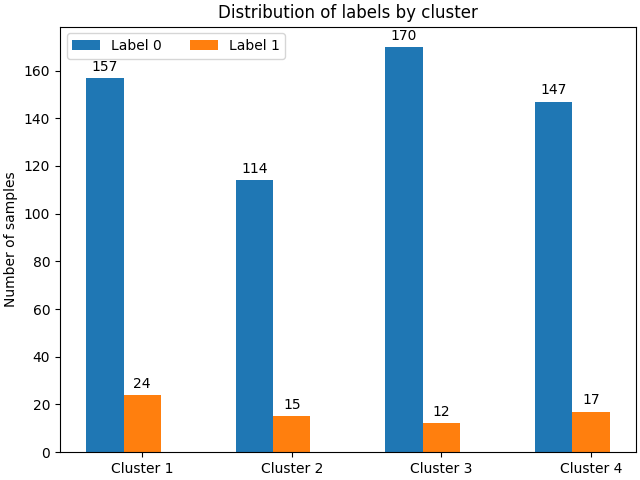 Distribution of labels by cluster
Label 0 Label 1
157 24 114 15 170 12 147 17
Number of samples
160
140
120
100
80
60
40
20
0
Cluster 1 Cluster 2 Cluster 3 Cluster 4